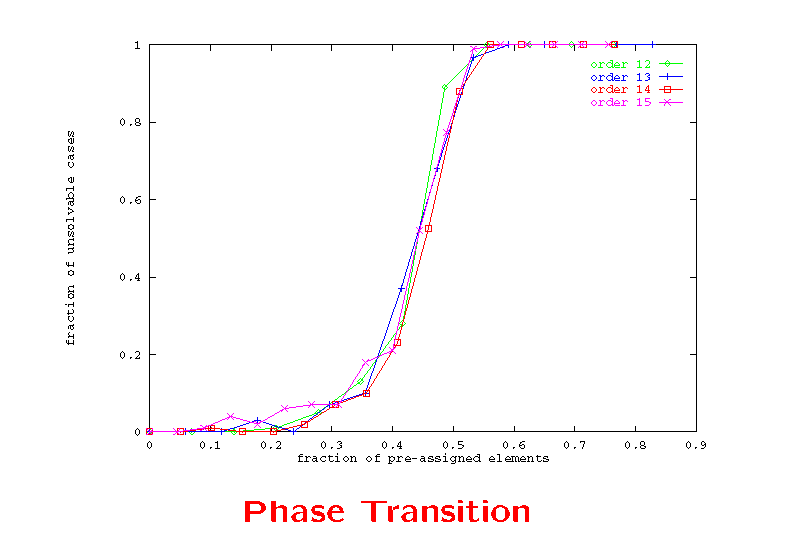 1
0.8
0.6
0.4
0.2
0
fraction of unsolvable cases
order 12
order 13
order 14
order 15
0 0.1 0.2 0.3 0.4 0.5 0.6 0.7 0.8 0.9
fraction of pre-assigned elements
Phase Transition